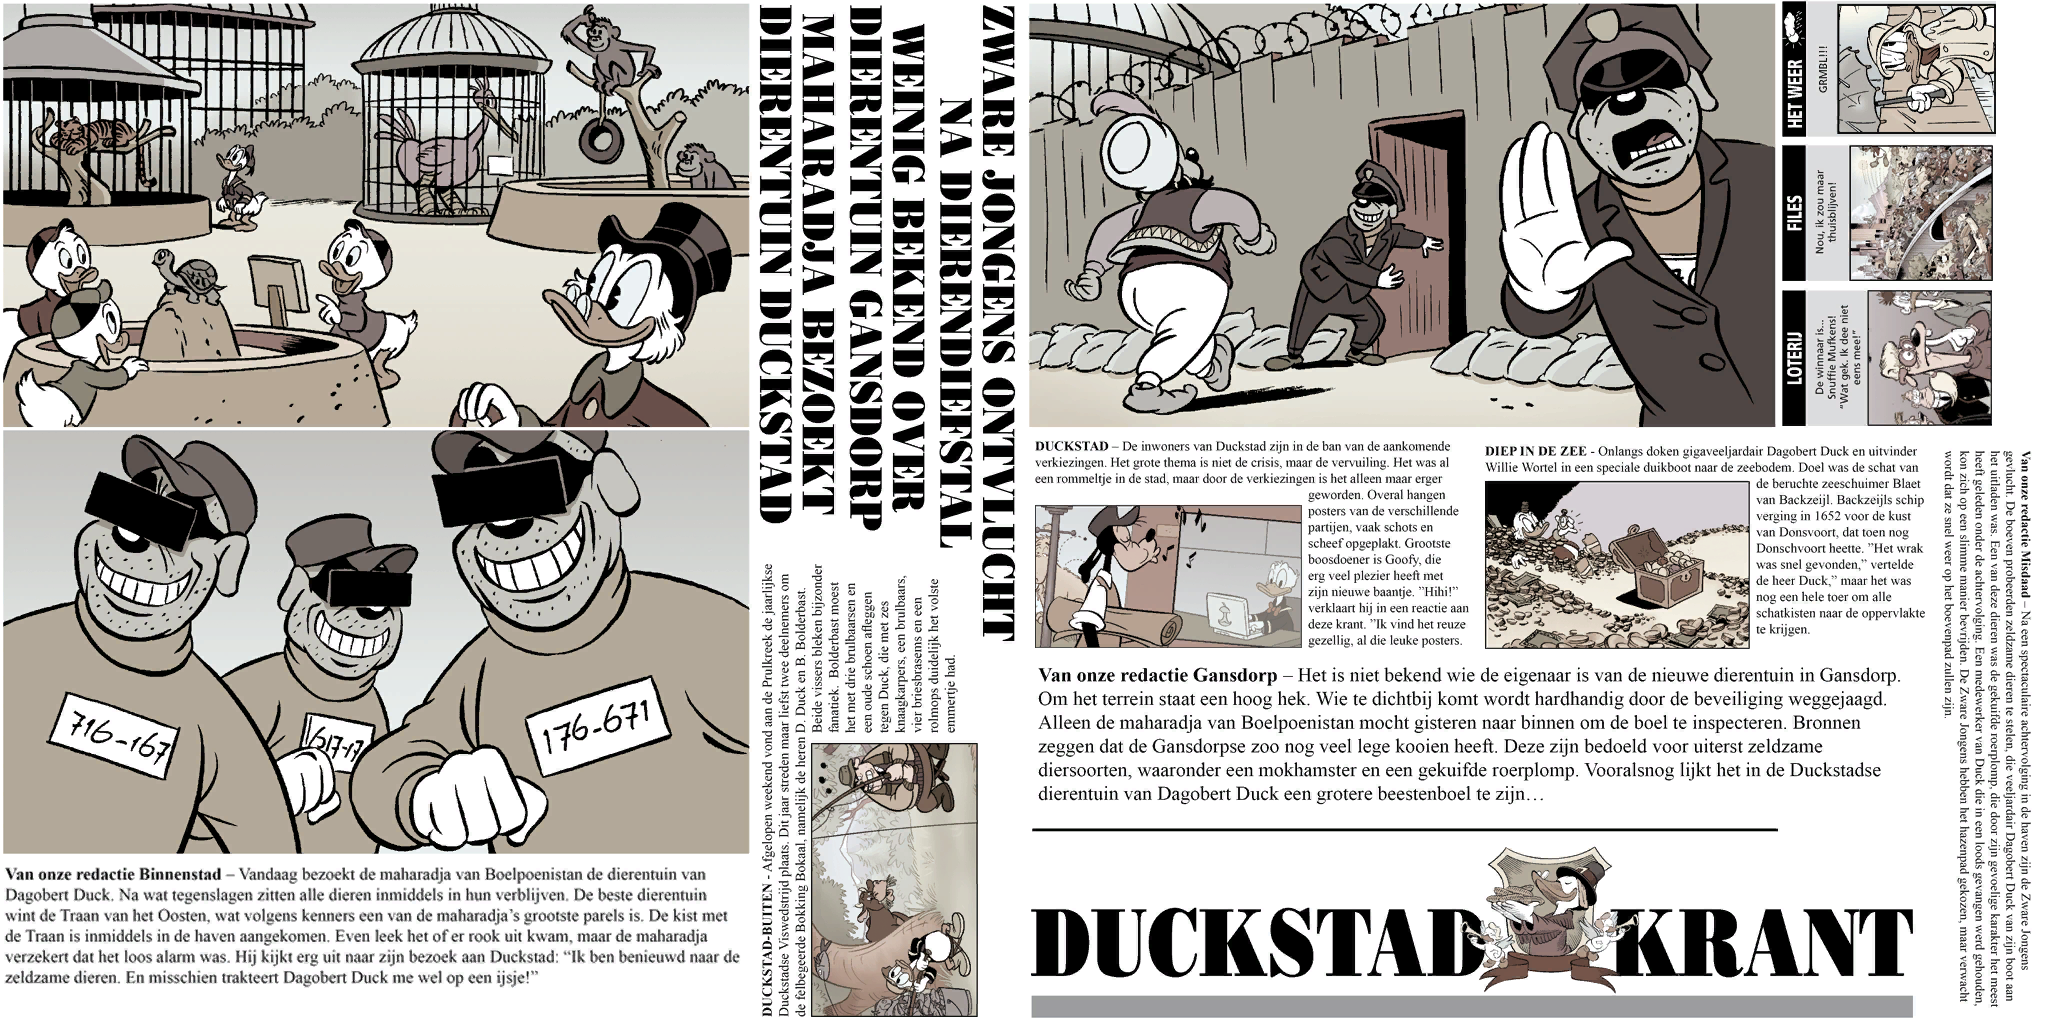 MAHARADJA BEZOEKT
DIERENTUIN DUCKSTAD
WEINIG BEKEND OVER
DIERENTUIN GANSDORP
ZWARE JONGENS ONTVLUCHT
NA DIERENDIEFSTAL
716-167
617-17
176-671
Van onze redactie Binnenstad – Vandaag bezoekt de maharadja van Boelpoenistan de dierentuin van
Dagobert Duck. Na wat tegenslagen zitten alle dieren inmiddels in hun verblijven. De beste dierentuin
wint de Traan van het Oosten, wat volgens kenners een van de maharadja's grootste parels is. De kist met
de Traan is inmiddels in de haven aangekomen. Even leek het of er rook uit kwam, maar de maharadja
verzekert dat het loos alarm was. Hij kijkt erg uit naar zijn bezoek aan Duckstad: “Ik ben benieuwd naar de
zeldzame dieren. En misschien trakteert Dagobert Duck me wel op een ijsje!”
DUCKSTAD-BUITEN - Afgelopen weekend vond aan de Prulkreek de jaarlijkse
Duckstadse Viswedstrijd plaats. Dit jaar streden maar liefst twee deelnemers om
de felbegeerde Bokking Bokaal, namelijk de heren D. Duck en B. Bolderbast.
Beide vissers bleken bijzonder
fanatiek. Bolderbast moest
het met drie brulbaarsen en
een oude schoen afleggen
tegen Duck, die met zes
knaagkarpers, een brulbaars,
vier briesbrasems en een
rolmops duidelijk het volste
emmertje had.
HET WEER
GRMBL!!!
FILES
Nou, ik zou maar
thuisblijven!
LOTERIJ
De winnaar is...
Snuffie Mufkens!
“Wat gek. Ik deed niet
eens mee!”
DUCKSTAD – De inwoners van Duckstad zijn in de ban van de aankomende
verkiezingen. Het grote thema is niet de crisis, maar de vervuiling. Het was al
een rommeltje in de stad, maar door de verkiezingen is het alleen maar erger
geworden. Overal hangen
posters van de verschillende
partijen, vaak schots en
scheef opgeplakt. Grootste
boosdoener is Goofy, die
erg veel plezier heeft met
zijn nieuwe baantje. ”Hihi!”
verklaart hij in een reactie aan
deze krant. ”Ik vind het reuze
gezellig, al die leuke posters.
DIEP IN DE ZEE - Onlangs doken gigaveeljardair Dagobert Duck en uitvinder
Willie Wortel in een speciale duikboot naar de zeebodem. Doel was de schat van
de beruchte zeeschuimer Blaet
van Backzeijl. Backzeijls schip
verging in 1652 voor de kust
van Donsvoort, dat toen nog
Donschvoort heette. ”Het wrak
was snel gevonden,” vertelde
de heer Duck,” maar het was
nog een hele toer om alle
schatkisten naar de oppervlakte
te krijgen.
Van onze redactie Gansdorp – Het is niet bekend wie de eigenaar is van de nieuwe dierentuin in Gansdorp.
Om het terrein staat een hoog hek. Wie te dichtbij komt wordt hardhandig door de beveiliging weggejaagd.
Alleen de maharadja van Boelpoenistan mocht gisteren naar binnen om de boel te inspecteren. Bronnen
zeggen dat de Gansdorpse zoo nog veel lege kooien heeft. Deze zijn bedoeld voor uiterst zeldzame
diersoorten, waaronder een mokhamster en een gekuifde roerplomp. Vooralsnog lijkt het in de Duckstadse
dierentuin van Dagobert Duck een grotere beestenboel te zijn…
Van onze redactie Misdaad – Na een spectaculaire achtervolging in de haven zijn de Zware Jongens
gevlucht. De boeven probeerden zeldzame dieren te stelen, die veeljardair Dagobert Duck van zijn boot aan
het uitladen was. Een van deze dieren was de gekuifde roerplomp, die door zijn gevoelige karakter het meest
heeft geleden onder de achtervolging. Een medewerker van Duck die in een loods gevangen werd gehouden,
kon zich op een slimme manier bevrijden. De Zware Jongens hebben het hazenpad gekozen, maar verwacht
wordt dat ze snel weer op het boevenpad zullen zijn.
DUCKSTAD KRANT